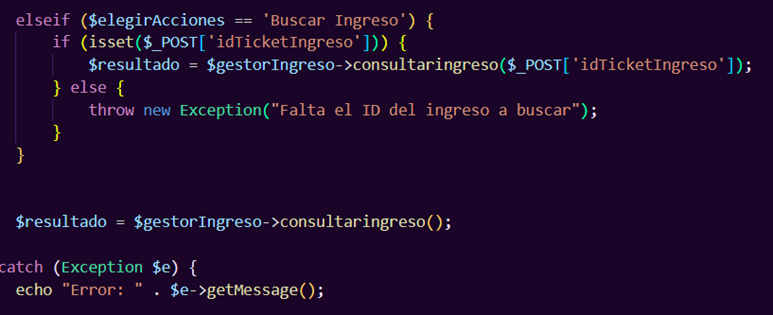 elseif ($elegirAcciones == 'Buscar Ingreso') {
if (isset($_POST['idTicketIngreso'])) {
$resultado = $gestorIngreso->consultaringreso($_POST['idTicketIngreso']);
} else {
throw new Exception("Falta el ID del ingreso a buscar");
}
}
$resultado = $gestorIngreso->consultaringreso();
catch (Exception $e) {
echo "Error: " . $e->getMessage();